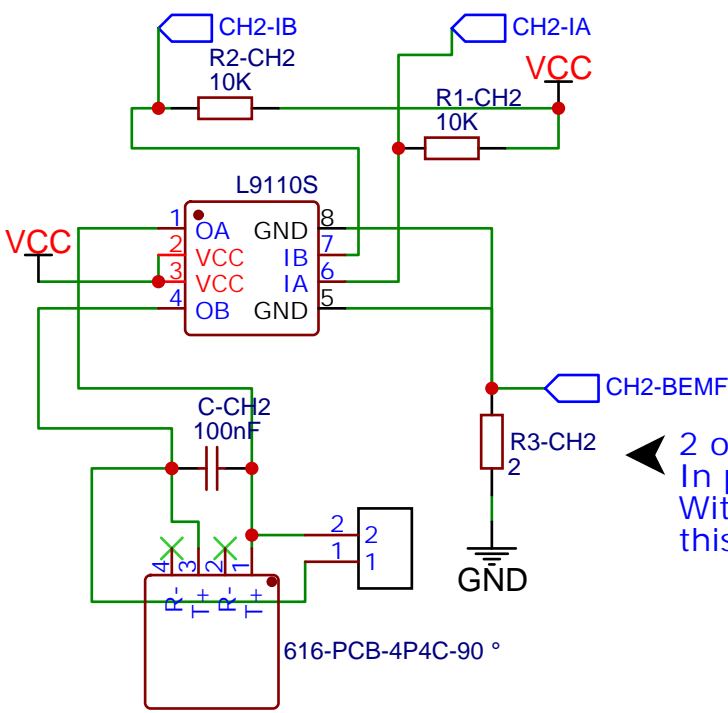 CH2-IB
CH2-IA
R2-CH2
10K
VCC
R1-CH2
10K
L9110S
VCC
1 OA GND 8
2 VCC IB 7
3 VCC IA 6
4 OB GND 5
CH2-BEMF
C-CH2
100nF
R3-CH2
2
2 o
In p
Wit
this
2 2
1 1
GND
4 3 2 1
R- T+ R- T+
616-PCB-4P4C-90 °